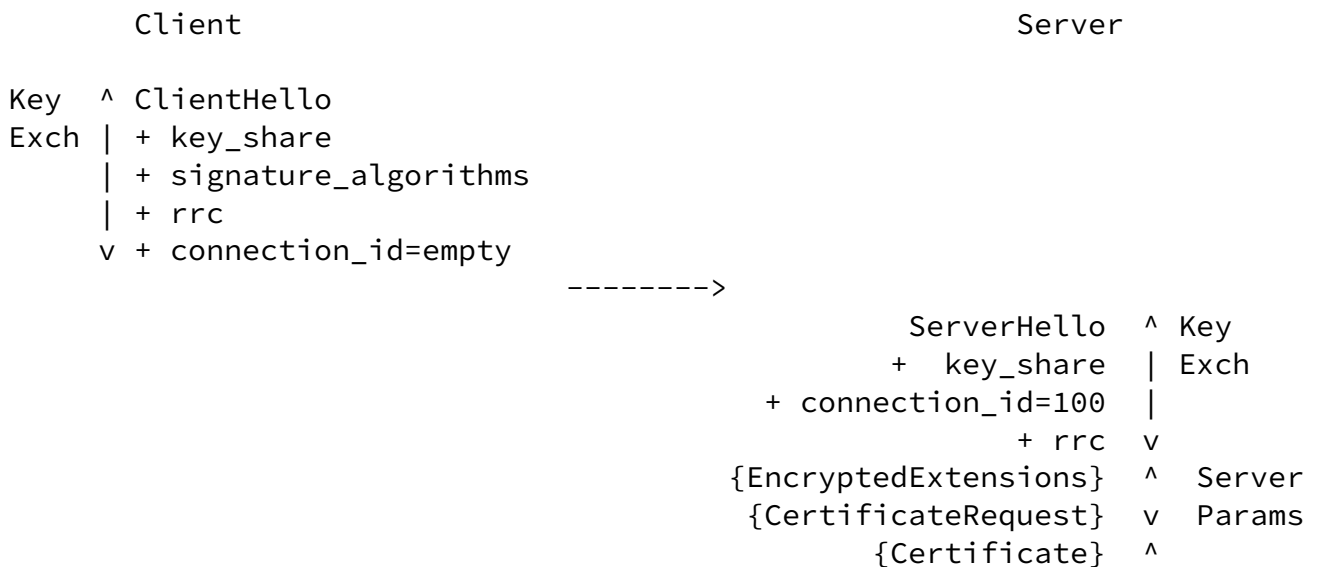 Client                                           Server

Key  ^ ClientHello
Exch | + key_share
     | + signature_algorithms
     | + rrc
     v + connection_id=empty
                               -------->
                                                  ServerHello  ^ Key
                                                 +  key_share  | Exch
                                          + connection_id=100  |
                                                        + rrc  v
                                        {EncryptedExtensions}  ^  Server
                                         {CertificateRequest}  v  Params
                                                {Certificate}  ^